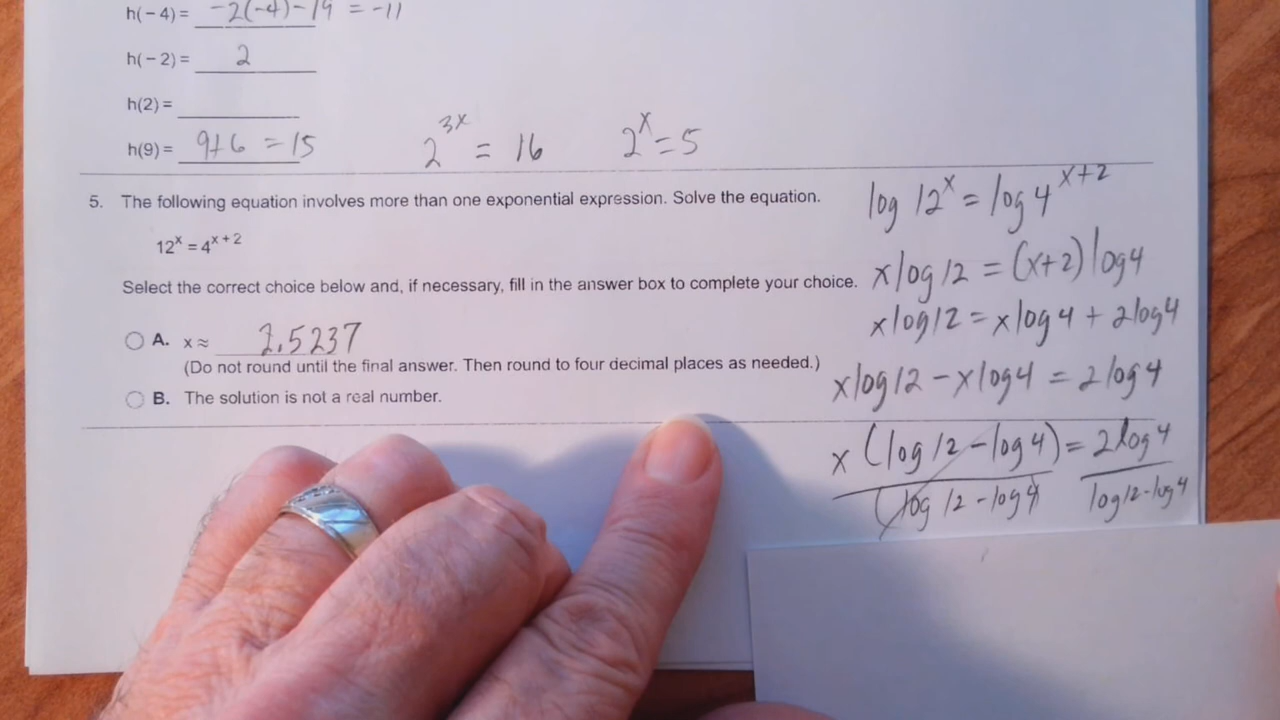 h(-4) = -2(-4)-19 = -11
h(-2) = 2
h(2) =
h(9) = 9+6 = 15
2^3x = 16
2^x = 5
5. The following equation involves more than one exponential expression. Solve the equation.
12^x = 4^x+2
Select the correct choice below and, if necessary, fill in the answer box to complete your choice.
A. x ≈ 2.5237
(Do not round until the final answer. Then round to four decimal places as needed.)
B. The solution is not a real number.
log 12^x = log 4^x+2
x log 12 = (x+2) log 4
x log 12 = x log 4 + 2 log 4
x log 12 - x log 4 = 2 log 4
x (log 12 - log 4) = 2 log 4
(log 12 - log 4) log 12 - log 4